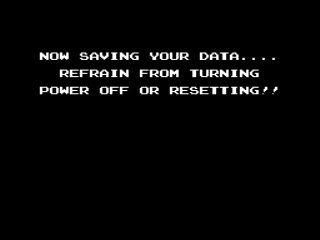 NOW SAVING YOUR DATA....
REFRAIN FROM TURNING
POWER OFF OR RESETTING!!